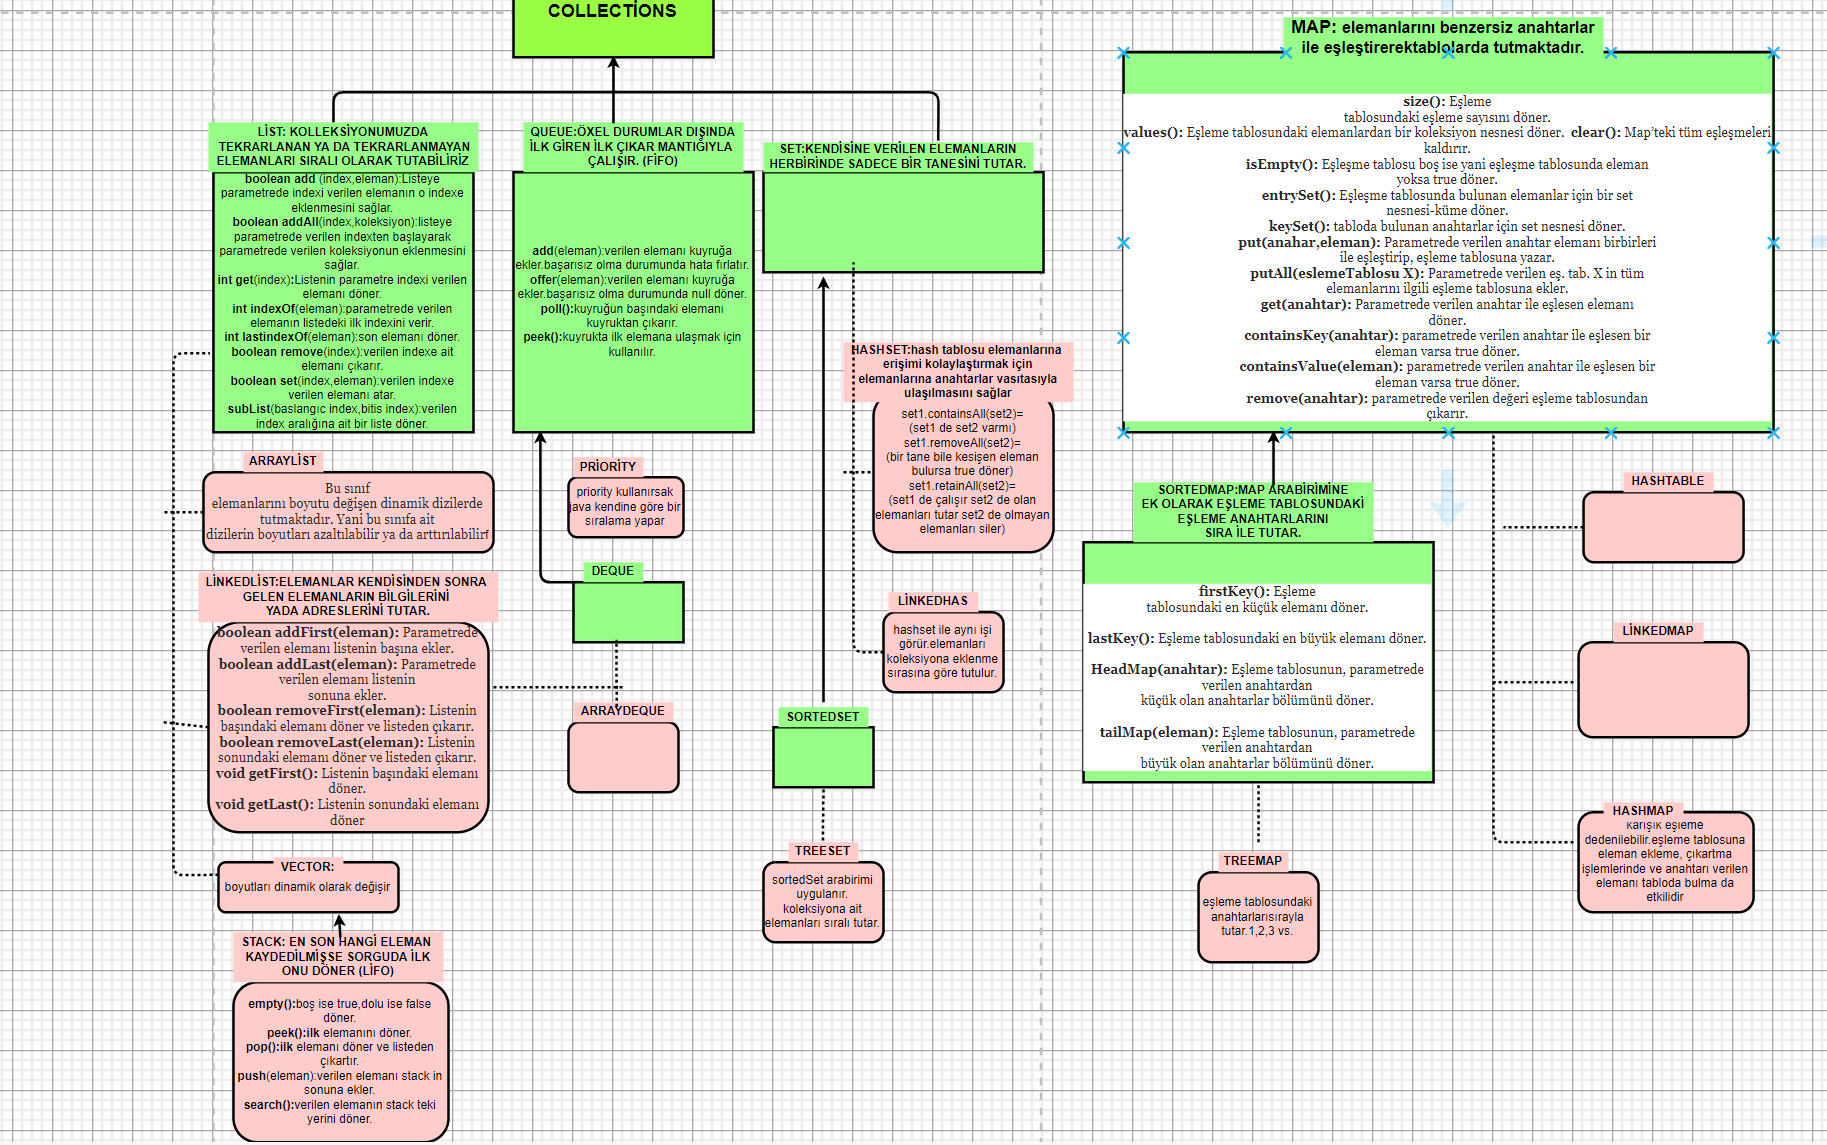 COLLECTIONS
LİST: KOLLEKSİYONUMUZDA
TEKRARLANAN YA DA TEKRARLANMAYAN
ELEMANLARI SIRALI OLARAK TUTABİLİRİZ
boolean add (index,eleman):Listeye
parametrede indexi verilen elemanın o indexe
eklenmesini sağlar.
boolean addAll(index,koleksiyon):listeye
parametrede verilen indexten başlayarak
parametrede verilen koleksiyonun eklenmesini
sağlar.
int get(index):Listenin parametre indexi verilen
elemanı döner.
int indexOf(eleman):parametrede verilen
elemanın listedeki ilk indexini verir.
int lastindexOf(eleman):son elemanı döner.
boolean remove(index):verilen indexe ait
elemanı çıkarır.
boolean set(index,eleman):verilen indexe
verilen elemanı atar.
subList(baslangıc index,bitis index):verilen
index aralığına ait bir liste döner.
ARRAYLİST
Bu sınıf
elemanlarını boyutu değişen dinamik dizilerde
tutmaktadır. Yani bu sınıfa ait
dizilerin boyutları azaltılabilir ya da arttırılabilirf
LİNKEDLİST:ELEMANLAR KENDİSİNDEN SONRA
GELEN ELEMANLARIN BİLGİLERİNİ
YADA ADRESLERİNİ TUTAR.
boolean addFirst(eleman): Parametrede
verilen elemanı listenin başına ekler.
boolean addLast(eleman): Parametrede
verilen elemanı listenin
sonuna ekler.
boolean removeFirst(eleman): Listenin
başındaki elemanı döner ve listeden çıkarır.
boolean removeLast(eleman): Listenin
sonundaki elemanı döner ve listeden çıkarır.
void getFirst(): Listenin başındaki elemanı
döner.
void getLast(): Listenin sonundaki elemanı
döner
VECTOR:
boyutları dinamik olarak değişir
STACK: EN SON HANGİ ELEMAN
KAYDEDİLMİŞSE SORGUDA İLK
ONU DÖNER (LİFO)
empty():boş ise true,dolu ise false
döner.
peek():ilk elemanını döner.
pop():ilk elemanı döner ve listeden
çıkartır.
push(eleman):verilen elemanı stack in
sonuna ekler.
search():verilen elemanın stack teki
yerini döner.
QUEUE:ÖXEL DURUMLAR DIŞINDA
İLK GİREN İLK ÇIKAR MANTIĞIYLA
ÇALIŞIR. (FİFO)
add(eleman):verilen elemanı kuyruğa
ekler.başarısız olma durumunda hata fırlatır.
offer(eleman):verilen elemanı kuyruğa
ekler.başarısız olma durumunda null döner.
poll():kuyruğun başındaki elemanı
kuyruktan çıkarır.
peek():kuyrukta ilk elemana ulaşmak için
kullanılır.
PRİORİTY
priority kullanırsak
java kendine göre bir
sıralama yapar
DEQUE
ARRAYDEQUE
SET:KENDİSİNE VERİLEN ELEMANLARIN
HERBİRİNDE SADECE BİR TANESİNİ TUTAR.
HASHSET:hash tablosu elemanlarına
erişimi kolaylaştırmak için
elemanlarına anahtarlar vasıtasıyla
ulaşılmasını sağlar
set1.containsAll(set2)=
(set1 de set2 varmı)
set1.removeAll(set2)=
(bir tane bile kesişen eleman
bulursa true döner)
set1.retainAll(set2)=
(set1 de çalışır set2 de olan
elemanları tutar set2 de olmayan
elemanları siler)
LİNKEDHAS
hashset ile aynı işi
görür.elemanları
koleksiyona eklenme
sırasına göre tutulur.
SORTEDSET
TREESET
sortedSet arabirimi
uygulanır.
koleksiyona ait
elemanları sıralı tutar.
MAP: elemanlarını benzersiz anahtarlar
ile eşleştirerektablolarda tutmaktadır.
size(): Eşleme
tablosundaki eşleme sayısını döner.
values(): Eşleme tablosundaki elemanlardan bir koleksiyon nesnesi döner. clear(): Map'teki tüm eşleşmeleri
kaldırır.
isEmpty(): Eşleşme tablosu boş ise yani eşleşme tablosunda eleman
yoksa true döner.
entrySet(): Eşleşme tablosunda bulunan elemanlar için bir set
nesnesi-küme döner.
keySet(): tabloda bulunan anahtarlar için set nesnesi döner.
put(anahar,eleman): Parametrede verilen anahtar elemanı birbirleri
ile eşleştirip, eşleme tablosuna yazar.
putAll(eslemeTablosu X): Parametrede verilen eş. tab. X in tüm
elemanlarını ilgili eşleme tablosuna ekler.
get(anahtar): Parametrede verilen anahtar ile eşlesen elemanı
döner.
containsKey(anahtar): parametrede verilen anahtar ile eşlesen bir
eleman varsa true döner.
containsValue(eleman): parametrede verilen anahtar ile eşlesen bir
eleman varsa true döner.
remove(anahtar): parametrede verilen değeri eşleme tablosundan
çıkarır.
SORTEDMAP:MAP ARABİRİMİNE
EK OLARAK EŞLEME TABLOSUNDAKİ
EŞLEME ANAHTARLARINI
SIRA İLE TUTAR.
firstKey(): Eşleme
tablosundaki en küçük elemanı döner.
lastKey(): Eşleme tablosundaki en büyük elemanı döner.
HeadMap(anahtar): Eşleme tablosunun, parametrede
verilen anahtardan
küçük olan anahtarlar bölümünü döner.
tailMap(eleman): Eşleme tablosunun, parametrede
verilen anahtardan
büyük olan anahtarlar bölümünü döner.
TREEMAP
eşleme tablosundaki
anahtarlarısırayla
tutar.1,2,3 vs.
HASHTABLE
LİNKEDMAP
HASHMAP
karışık eşleme
dedenilebilir.eşleme tablosuna
eleman ekleme, çıkartma
işlemlerinde ve anahtarı verilen
elemanı tabloda bulma da
etkilidir